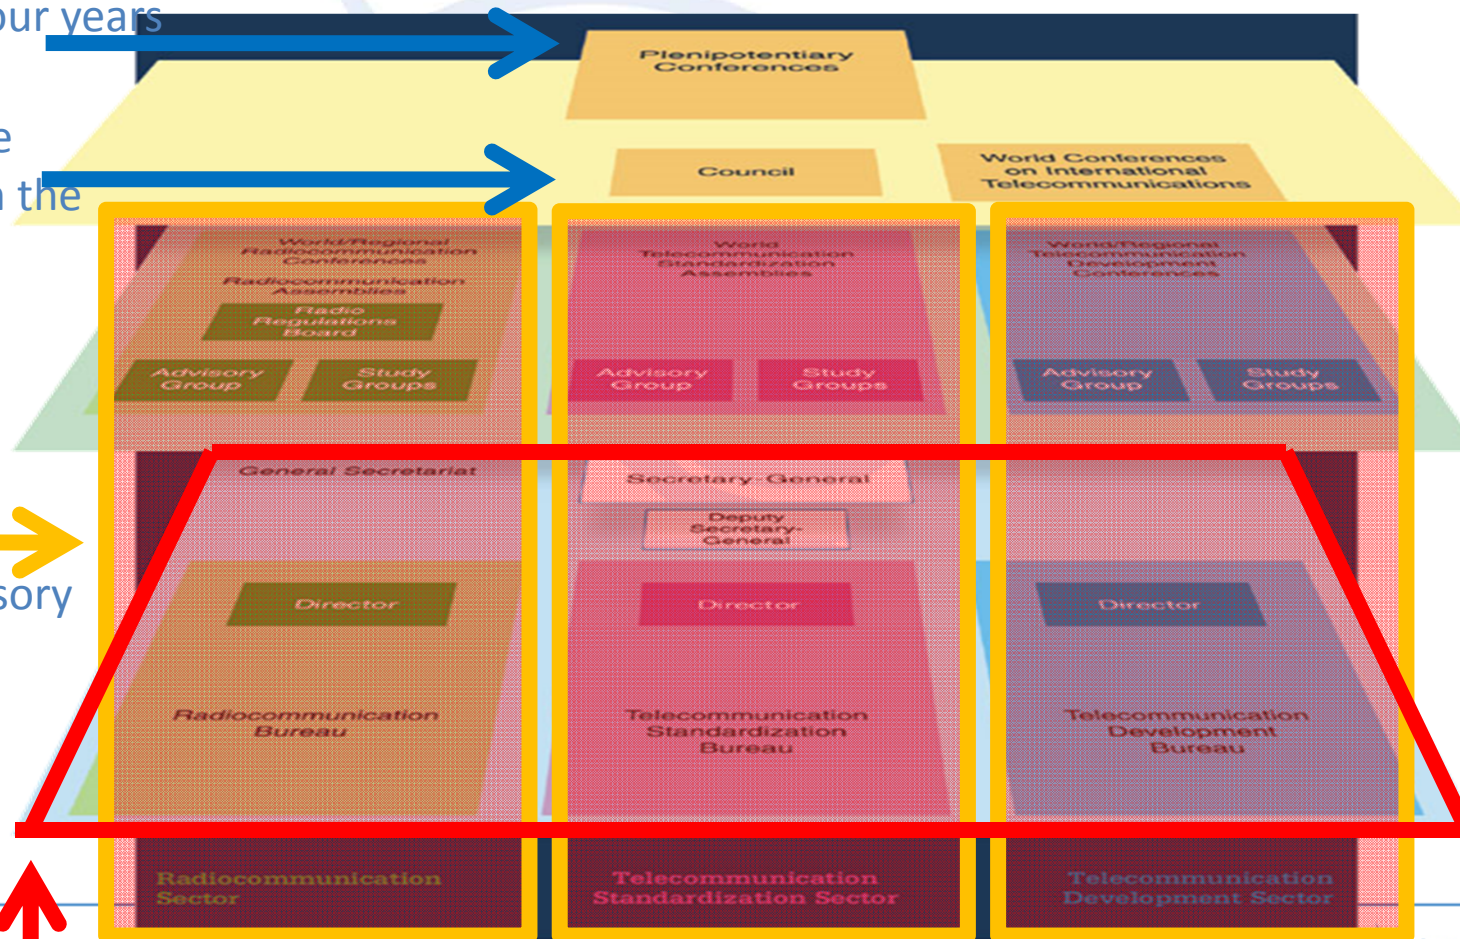 our years
Plenipotentiary
Conferences
e
n the
Council
World Conferences
on International
Telecommunications
World/Regional
Radiocommunication
Conferences
Radiocommunication
Assemblies
Radio
Regulations
Board
Advisory
Group
Study
Groups
World
Telecommunication
Standardization
Assemblies
Advisory
Group
Study
Groups
World/Regional
Telecommunication
Development
Conferences
Advisory
Group
Study
Groups
General Secretariat
Secretary-General
Deputy
Secretary-
General
sory
Director
Director
Director
Radiocommunication
Bureau
Telecommunication
Standardization
Bureau
Telecommunication
Development
Bureau
Radiocommunication
Sector
Telecommunication
Standardization Sector
Telecommunication
Development Sector